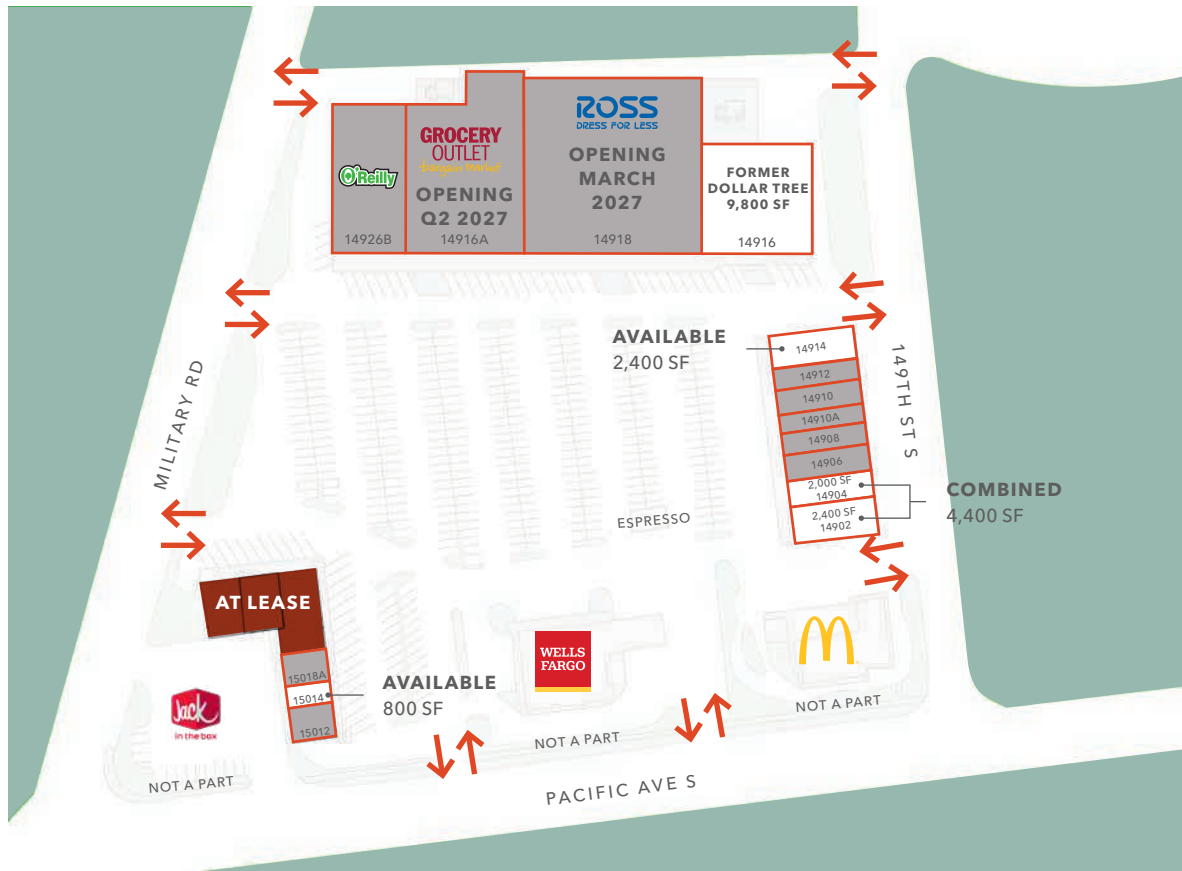 O'Reilly
14926B
GROCERY
OUTLET
bargain market
OPENING
Q2 2027
14916A
ROSS
DRESS FOR LESS
OPENING
MARCH
2027
14918
FORMER
DOLLAR TREE
9,800 SF
14916
AVAILABLE
2,400 SF
14914
14912
14910
14910A
14908
14906
2,000 SF
14904
2,400 SF
14902
COMBINED
4,400 SF
149TH ST S
MILITARY RD
ESPRESSO
AT LEASE
15018A
15014
15012
AVAILABLE
800 SF
WELLS
FARGO
NOT A PART
NOT A PART
Jack
in the box
NOT A PART
PACIFIC AVE S